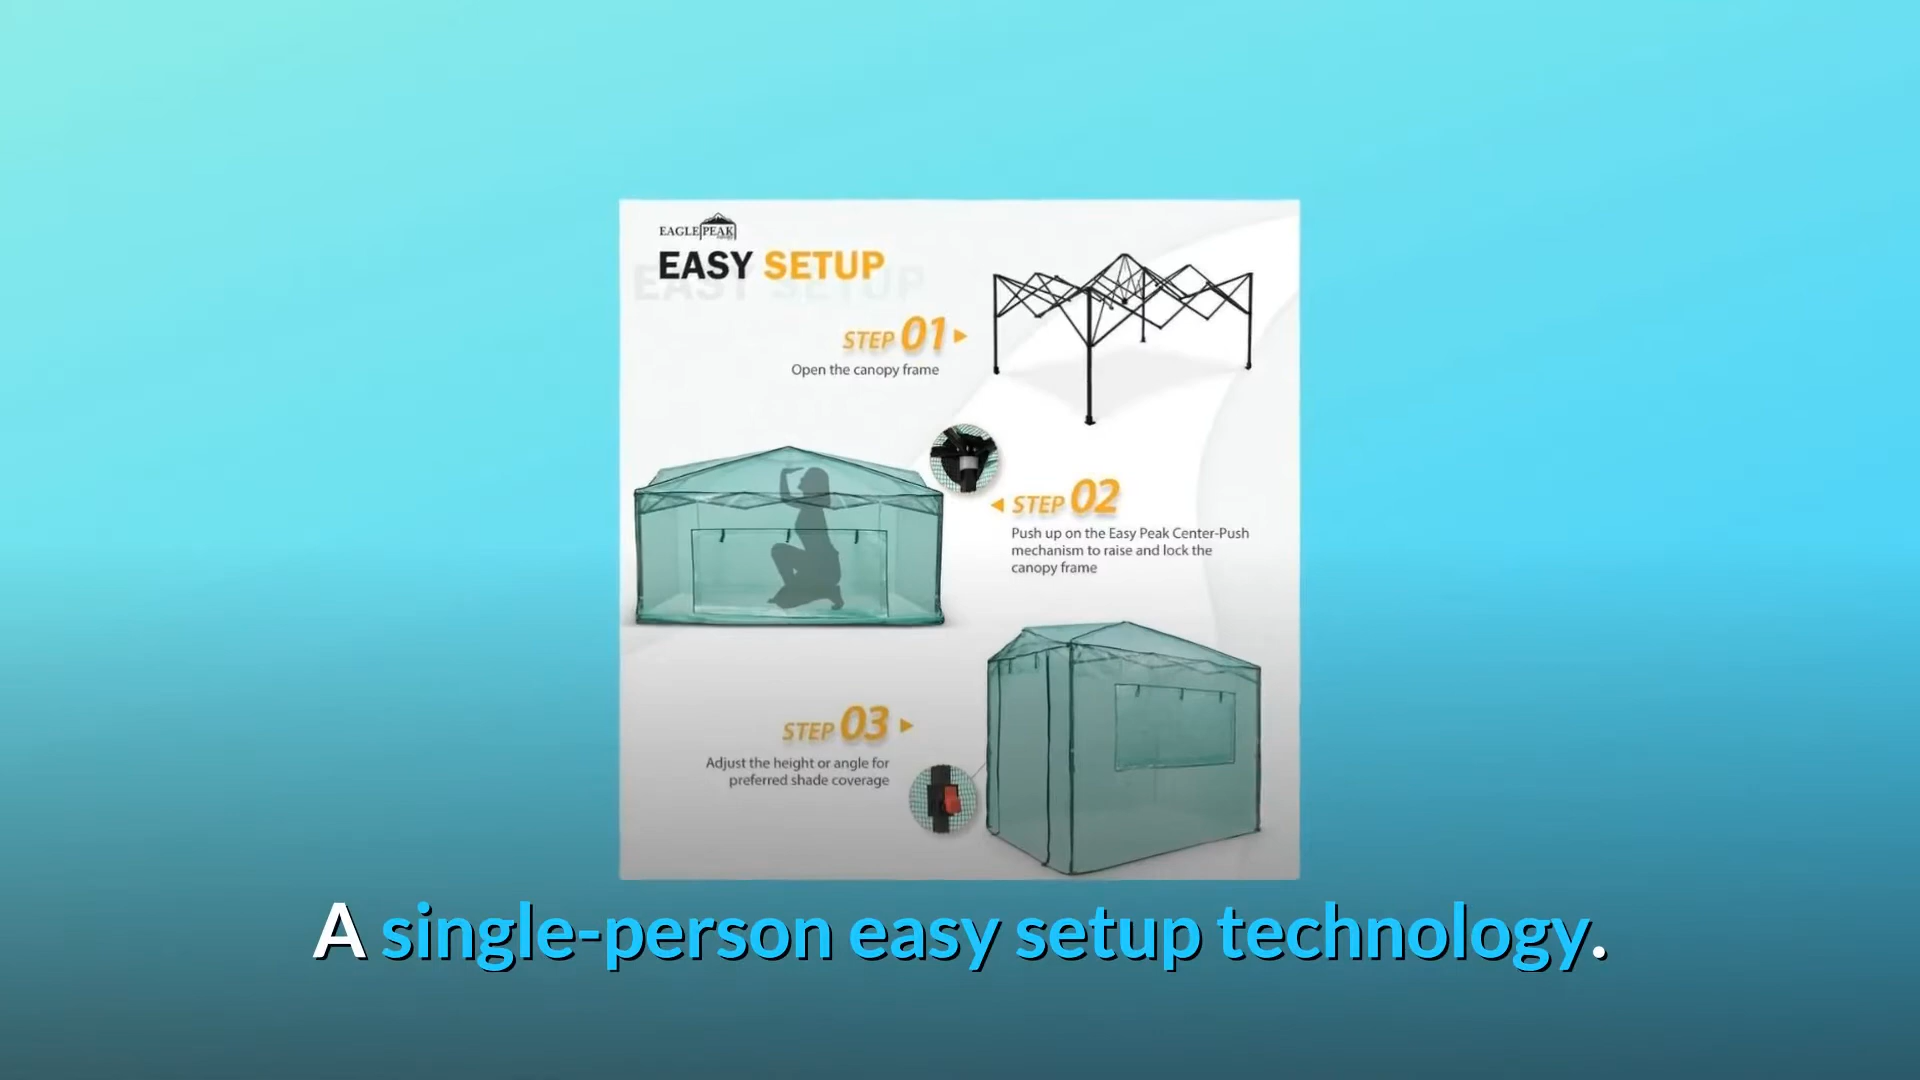 EAGLE PEAK
EASY SETUP
STEP 01
Open the canopy frame
STEP 02
Push up on the Easy Peak Center-Push
mechanism to raise and lock the
canopy frame
STEP 03
Adjust the height or angle for
preferred shade coverage
A single-person easy setup technology.